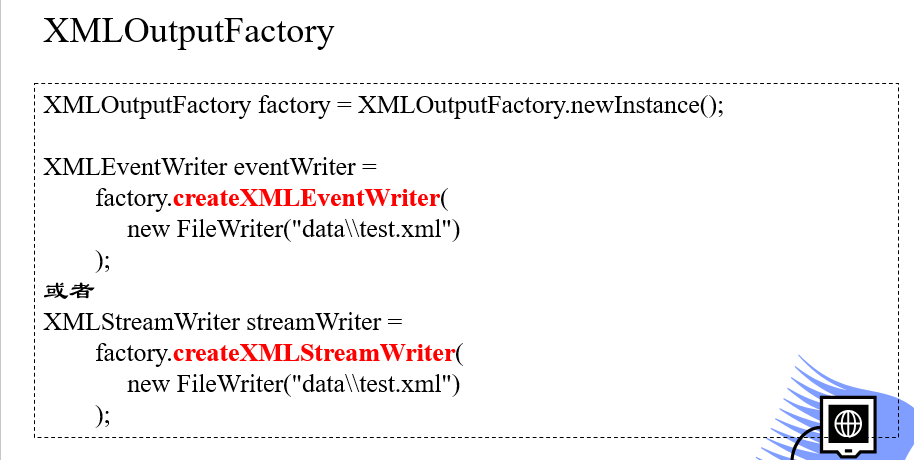 XMLOutputFactory
XMLOutputFactory factory = XMLOutputFactory.newInstance();
XMLEventWriter eventWriter =
factory.createXMLEventWriter(
new FileWriter("data\\test.xml")
);
或者
XMLStreamWriter streamWriter =
factory.createXMLStreamWriter(
new FileWriter("data\\test.xml")
);